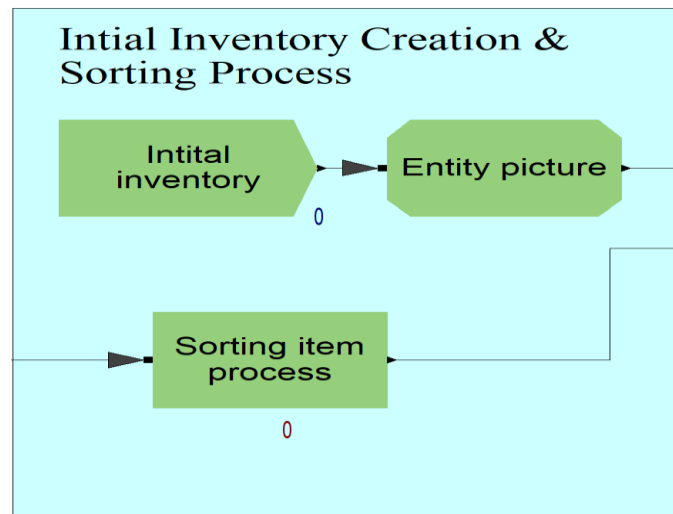 Intial Inventory Creation &
Sorting Process
Intital
inventory
Entity picture
0
Sorting item
process
0